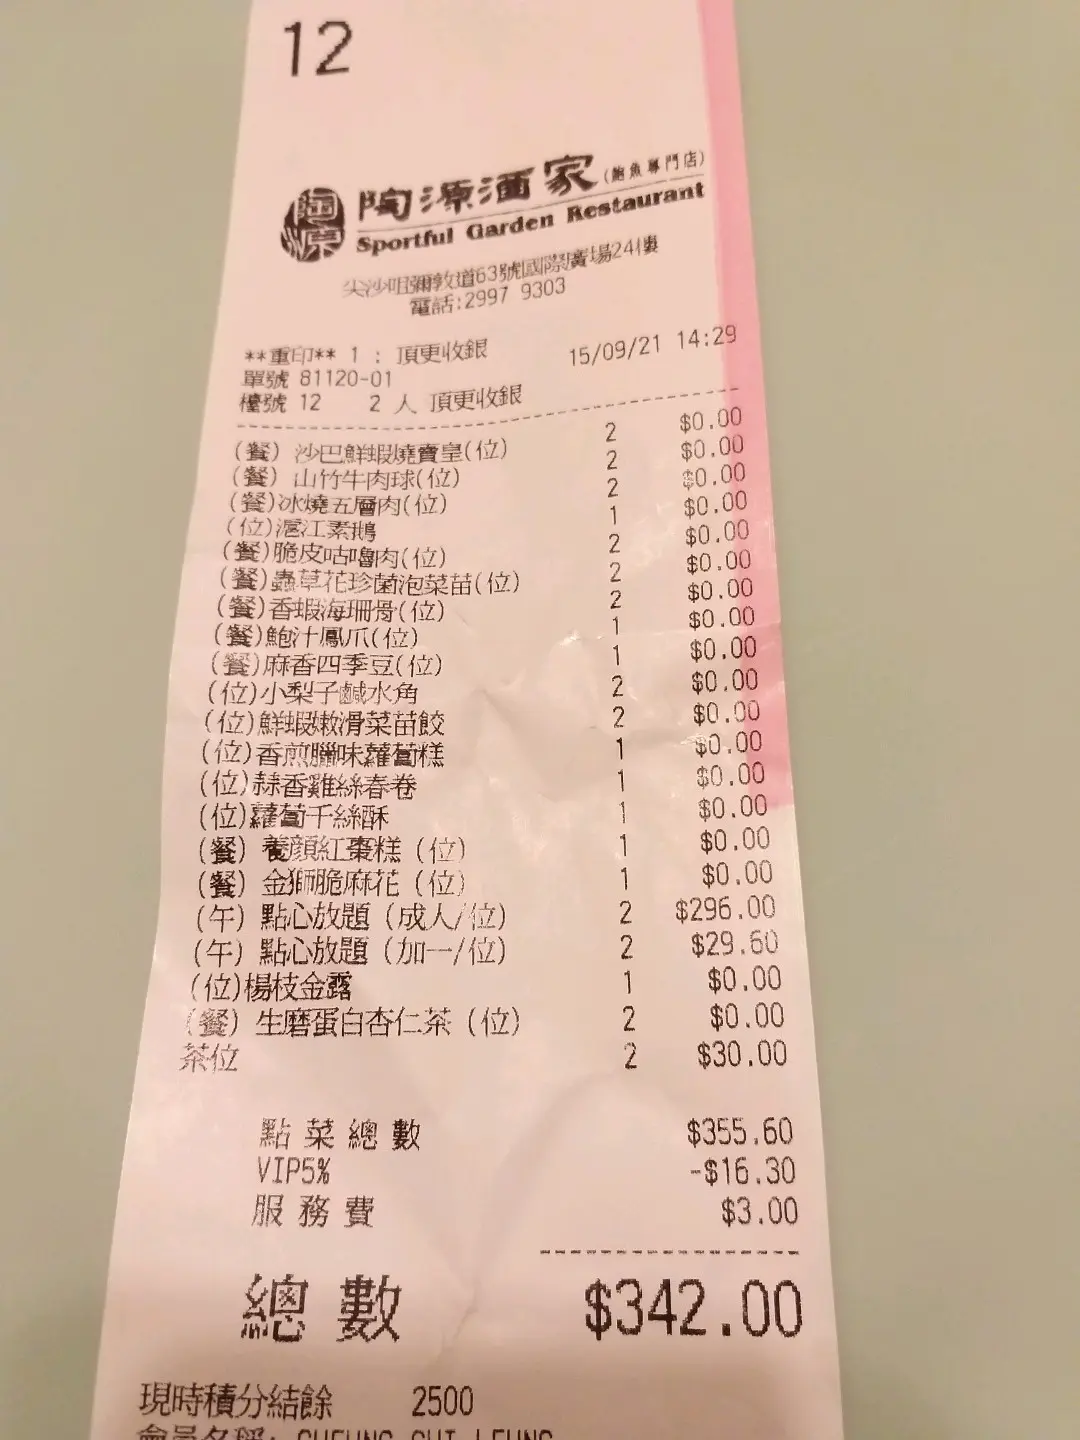 12
陶源
陶源酒家(鮑魚專門店)
Sportful Garden Restaurant
尖沙咀彌敦道63號國際廣場24樓
電話:2997 9303
**重印** 1 : 頂更收銀 15/09/21 14:29
單號 81120-01
檯號 12 2 人 頂更收銀
(餐) 沙巴鮮蝦燒賣皇(位) 2 $0.00
(餐) 山竹牛肉球(位) 2 $0.00
(餐)冰燒五層肉(位) 2 $0.00
(位)滬江素鵝 1 $0.00
(餐)脆皮咕嚕肉(位) 2 $0.00
(餐)蟲草花珍菌泡菜苗(位) 2 $0.00
(餐)香蝦海珊骨(位) 2 $0.00
(餐)鮑汁鳳爪(位) 1 $0.00
(餐)麻香四季豆(位) 1 $0.00
(位)小梨子鹹水角 2 $0.00
(位)鮮蝦嫩滑菜苗餃 2 $0.00
(位)香煎臘味蘿蔔糕 1 $0.00
(位)蒜香雞絲春卷 1 $0.00
(位)蘿蔔千絲酥 1 $0.00
(餐) 養顏紅棗糕 (位) 1 $0.00
(餐) 金獅脆麻花 (位) 1 $0.00
(午) 點心放題 (成人/位) 2 $296.00
(午) 點心放題 (加一/位) 2 $29.60
(位)楊枝金露 1 $0.00
(餐) 生磨蛋白杏仁茶 (位) 2 $0.00
茶位 2 $30.00
點菜總數 $355.60
VIP5% -$16.30
服務費 $3.00
總數 $342.00
現時積分結餘 2500
會員名稱: CHEUNG CHI LEUNG